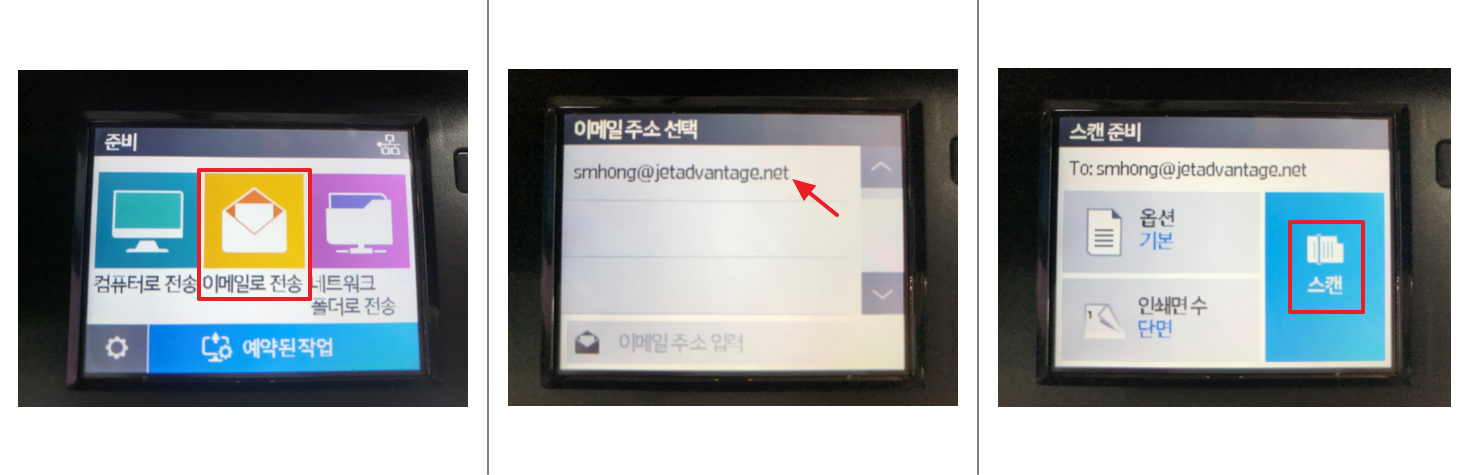 준비
컴퓨터로 전송
이메일로 전송
네트워크
폴더로 전송
예약된 작업
이메일 주소 선택
smhong@jetadvantage.net
이메일 주소 입력
스캔 준비
To: smhong@jetadvantage.net
옵션
기본
1
인쇄면 수
단면
스캔